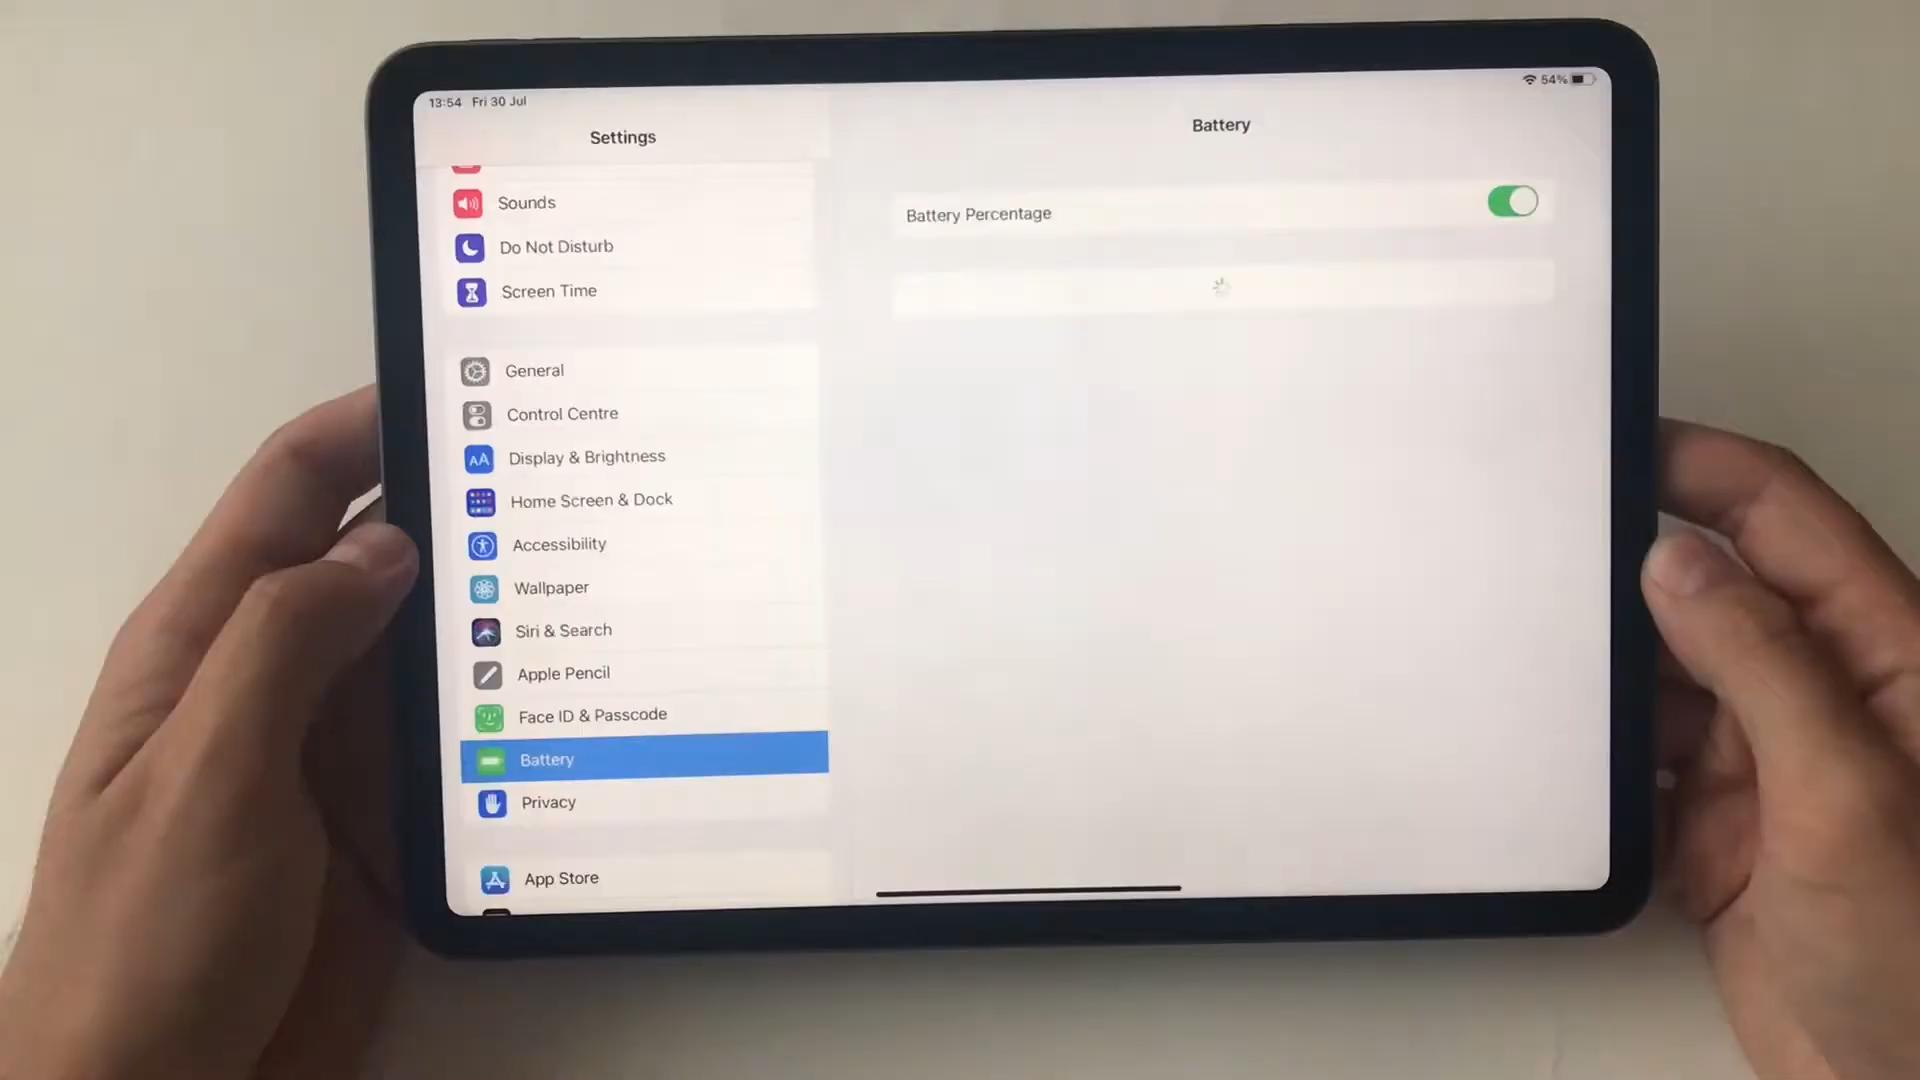 13:54 Fri 30 Jul
54%
Settings
Battery
Sounds
Do Not Disturb
Screen Time
General
Control Centre
AA Display & Brightness
Home Screen & Dock
Accessibility
Wallpaper
Siri & Search
Apple Pencil
Face ID & Passcode
Battery
Privacy
App Store
Battery Percentage